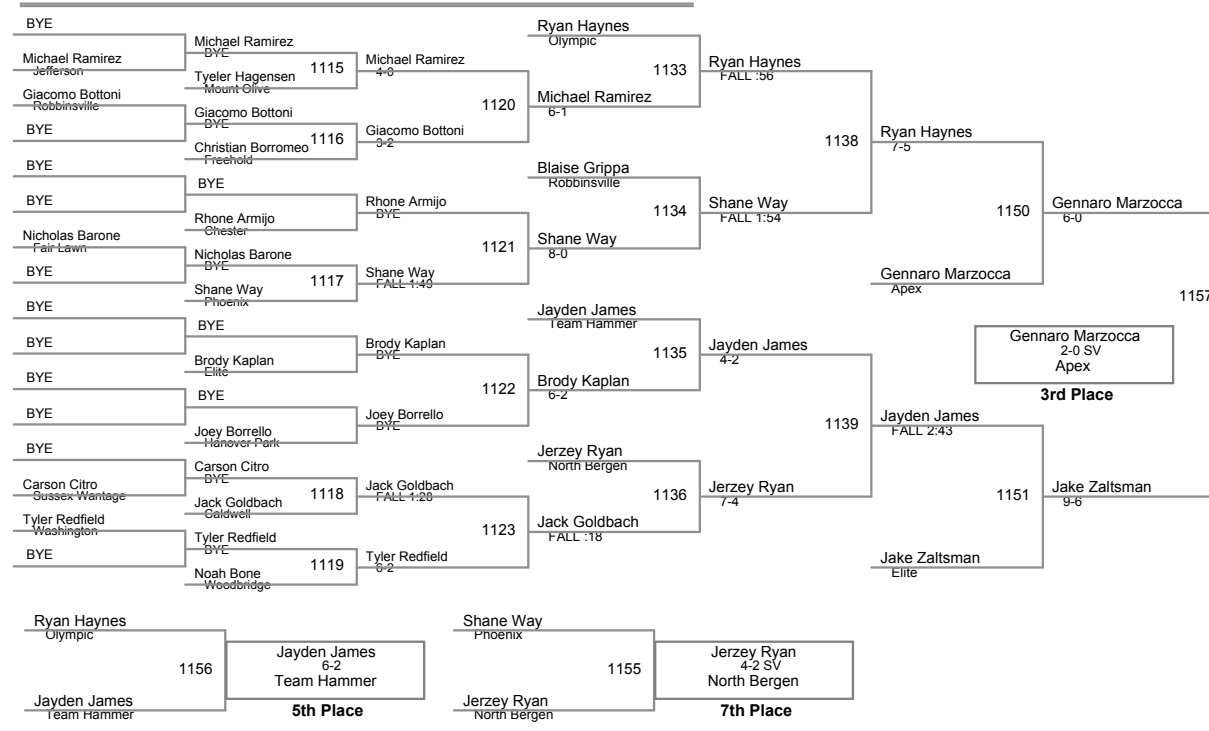 BYE
Michael Ramirez
Jefferson
Giacomo Bottoni
Robbinsville
BYE
BYE
BYE
Nicholas Barone
Fair Lawn
BYE
BYE
BYE
BYE
BYE
BYE
Carson Citro
Sussex Wantage
Tyler Redfield
Washington
BYE
Michael Ramirez
BYE
1115
Tyeler Hagensen
Mount Olive
Giacomo Bottoni
BYE
1116
Christian Borromeo
Freehold
BYE
Rhone Armijo
Chester
Nicholas Barone
BYE
1117
Shane Way
Phoenix
BYE
Brody Kaplan
Elite
BYE
Joey Borrello
Hanover Park
Carson Citro
BYE
1118
Jack Goldbach
Caldwell
Tyler Redfield
BYE
1119
Noah Bone
Woodbridge
Michael Ramirez
4-0
1120
Giacomo Bottoni
3-2
Rhone Armijo
BYE
1121
Shane Way
FALL 1:49
Brody Kaplan
BYE
1122
Joey Borrello
BYE
Jack Goldbach
FALL 1:28
1123
Tyler Redfield
6-2
Ryan Haynes
Olympic
1133
Michael Ramirez
6-1
Blaise Grippa
Robbinsville
1134
Shane Way
8-0
Jayden James
Team Hammer
1135
Brody Kaplan
6-2
Jerzey Ryan
North Bergen
1136
Jack Goldbach
FALL :18
Ryan Haynes
FALL :56
1138
Shane Way
FALL 1:54
Jayden James
4-2
1139
Jerzey Ryan
7-4
Ryan Haynes
7-5
1150
Gennaro Marzocca
Apex
Jayden James
FALL 2:43
1151
Jake Zaltsman
Elite
Gennaro Marzocca
6-0
1157
Jake Zaltsman
9-6
Gennaro Marzocca
2-0 SV
Apex
3rd Place
Ryan Haynes
Olympic
1156
Jayden James
Team Hammer
Jayden James
6-2
Team Hammer
5th Place
Shane Way
Phoenix
1155
Jerzey Ryan
North Bergen
Jerzey Ryan
4-2 SV
North Bergen
7th Place